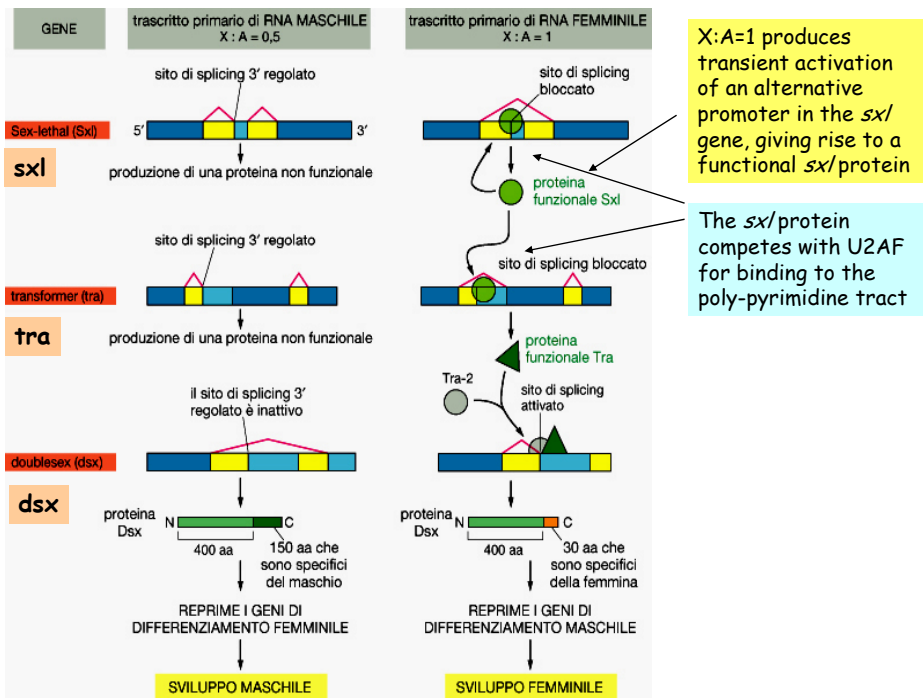 GENE
trascritto primario di RNA MASCHILE
X : A = 0,5
trascritto primario di RNA FEMMINILE
X : A = 1
sito di splicing 3′ regolato
sito di splicing
bloccato
Sex-lethal (Sxl)
5′
3′
sxl
produzione di una proteina non funzionale
proteina
funzionale Sxl
X:A=1 produces
transient activation
of an alternative
promoter in the sxl
gene, giving rise to a
functional sxl protein
The sxl protein
competes with U2AF
for binding to the
poly-pyrimidine tract
sito di splicing 3′ regolato
sito di splicing bloccato
transformer (tra)
tra
produzione di una proteina non funzionale
proteina
funzionale Tra
Tra-2
il sito di splicing 3′
regolato è inattivo
sito di splicing
attivato
doublesex (dsx)
dsx
proteina
Dsx
N
C
400 aa
150 aa che
sono specifici
del maschio
proteina
Dsx
N
C
400 aa
30 aa che
sono specifici
della femmina
REPRIME I GENI DI
DIFFERENZIAMENTO FEMMINILE
REPRIME I GENI DI
DIFFERENZIAMENTO MASCHILE
SVILUPPO MASCHILE
SVILUPPO FEMMINILE